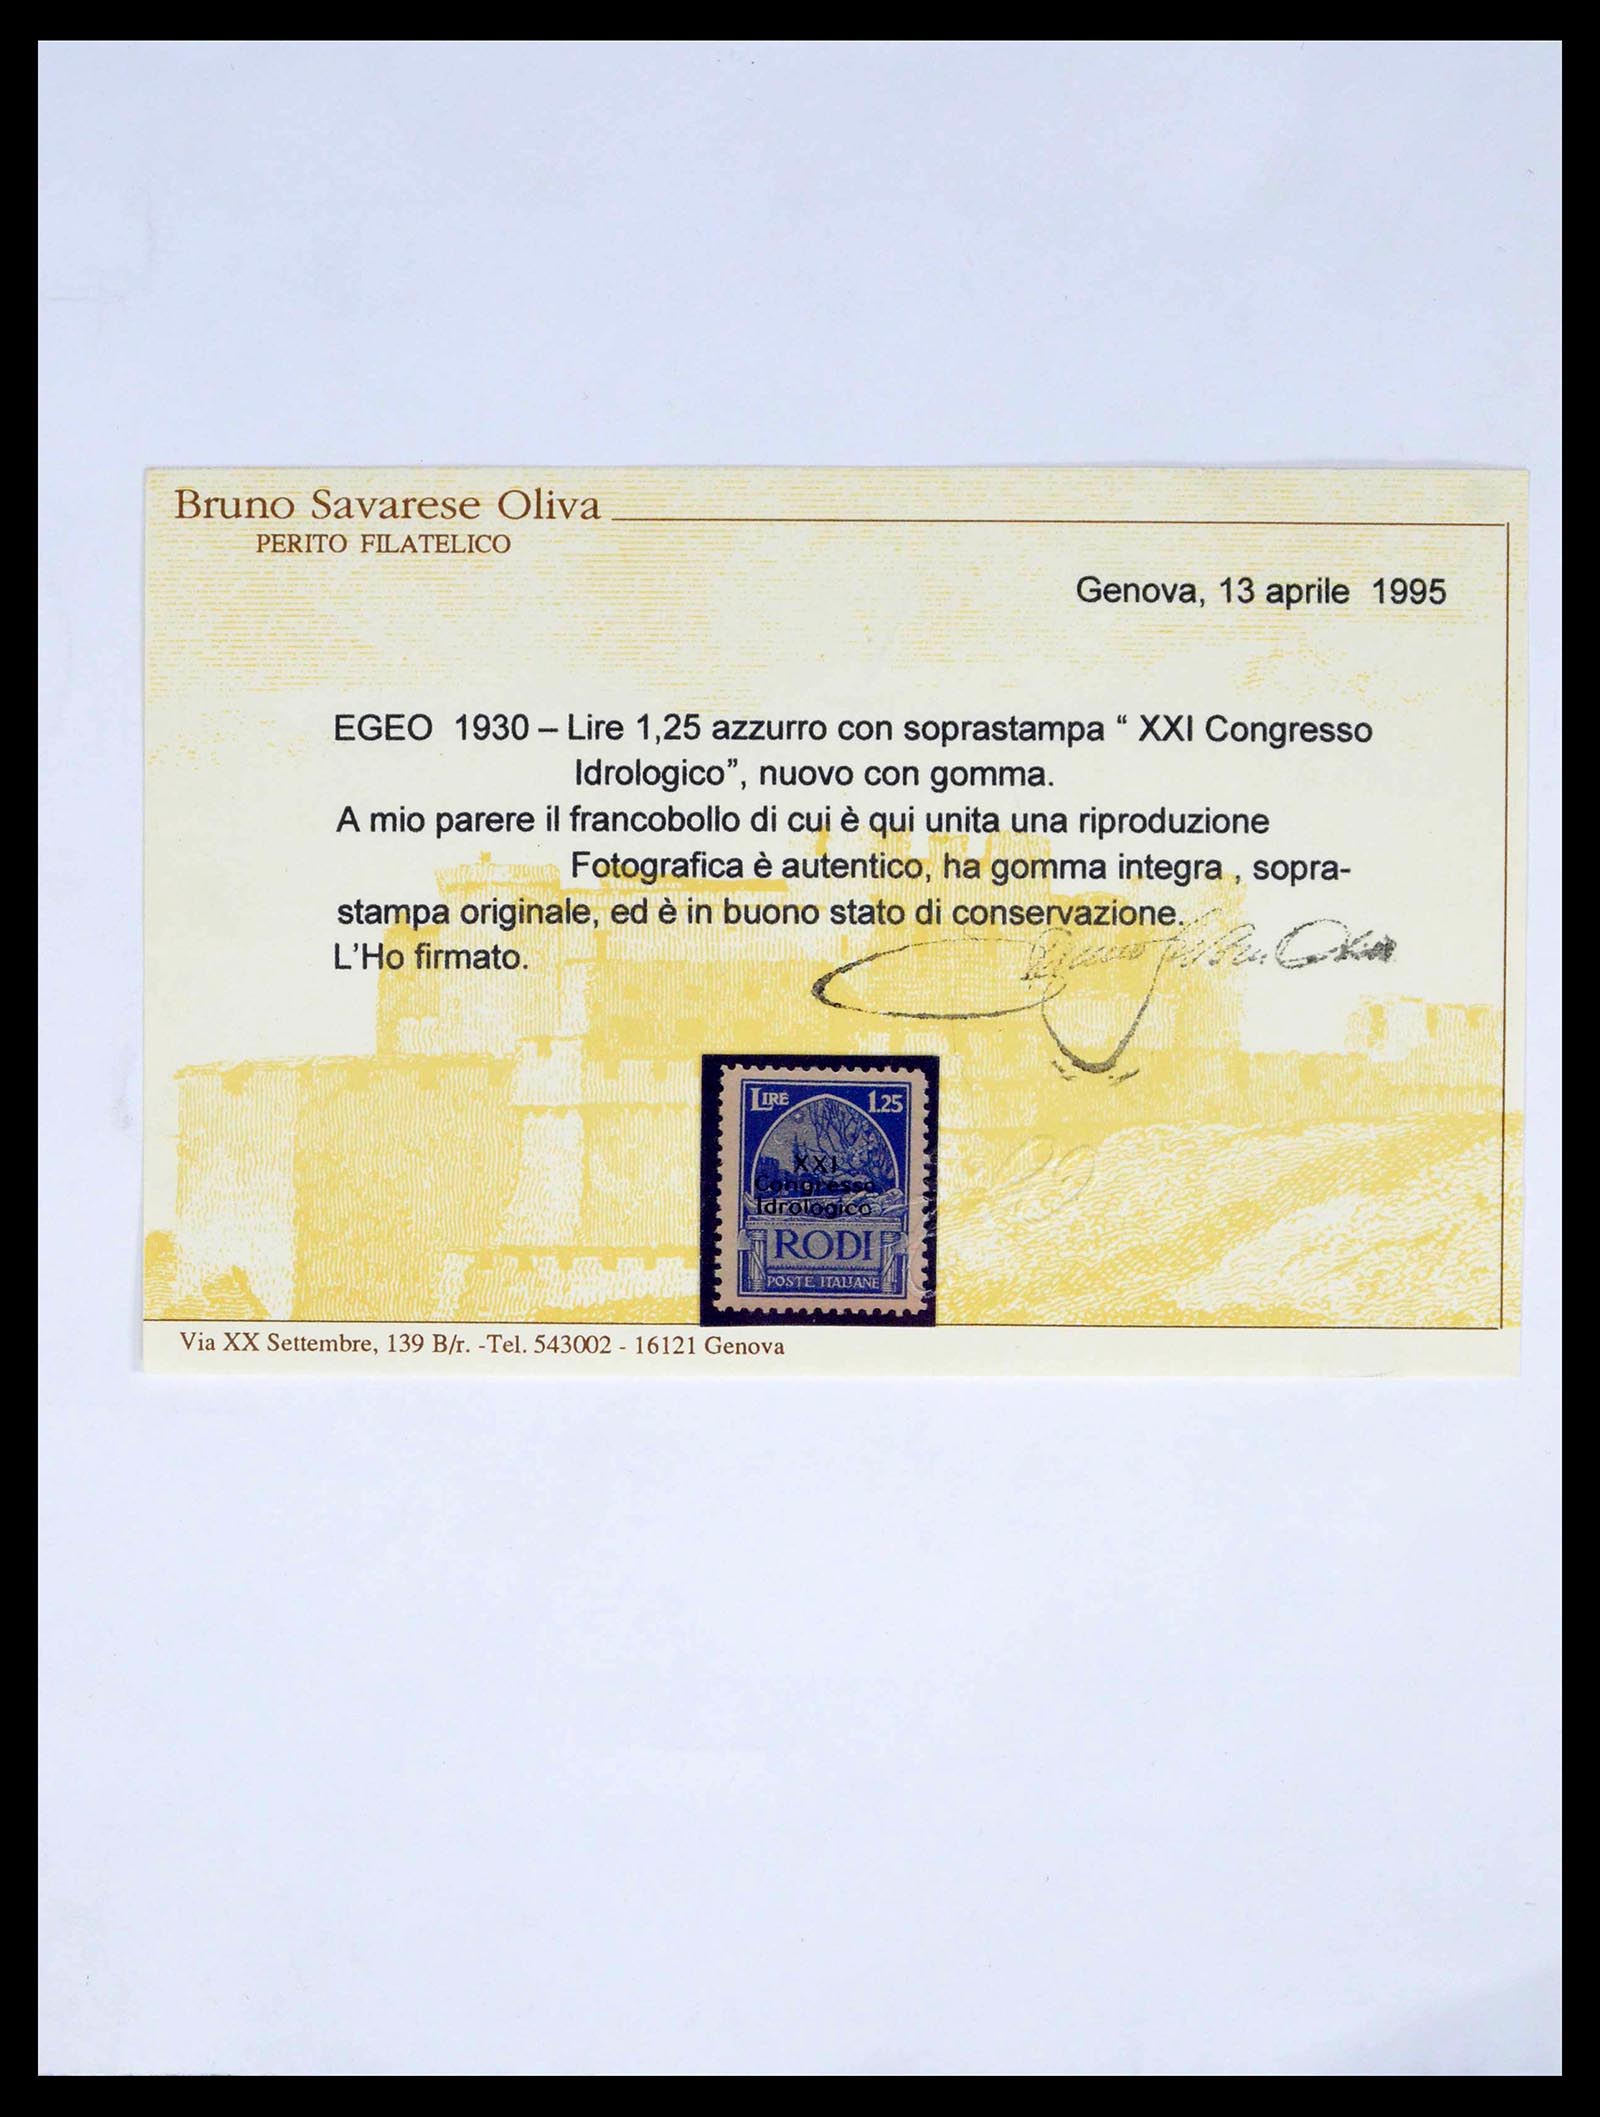 Bruno Savarese Oliva
PERITO FILATELICO
Genova, 13 aprile 1995
EGEO 1930 – Lire 1,25 azzurro con soprastampa “ XXI Congresso
Idrologico”, nuovo con gomma.
A mio parere il francobollo di cui è qui unita una riproduzione
Fotografica è autentico, ha gomma integra , sopra-
stampa originale, ed è in buono stato di conservazione.
L’Ho firmato.
LIRE 1.25
XXI
Congresso
Idrologico
RODI
POSTE ITALIANE
Via XX Settembre, 139 B/r. -Tel. 543002 - 16121 Genova